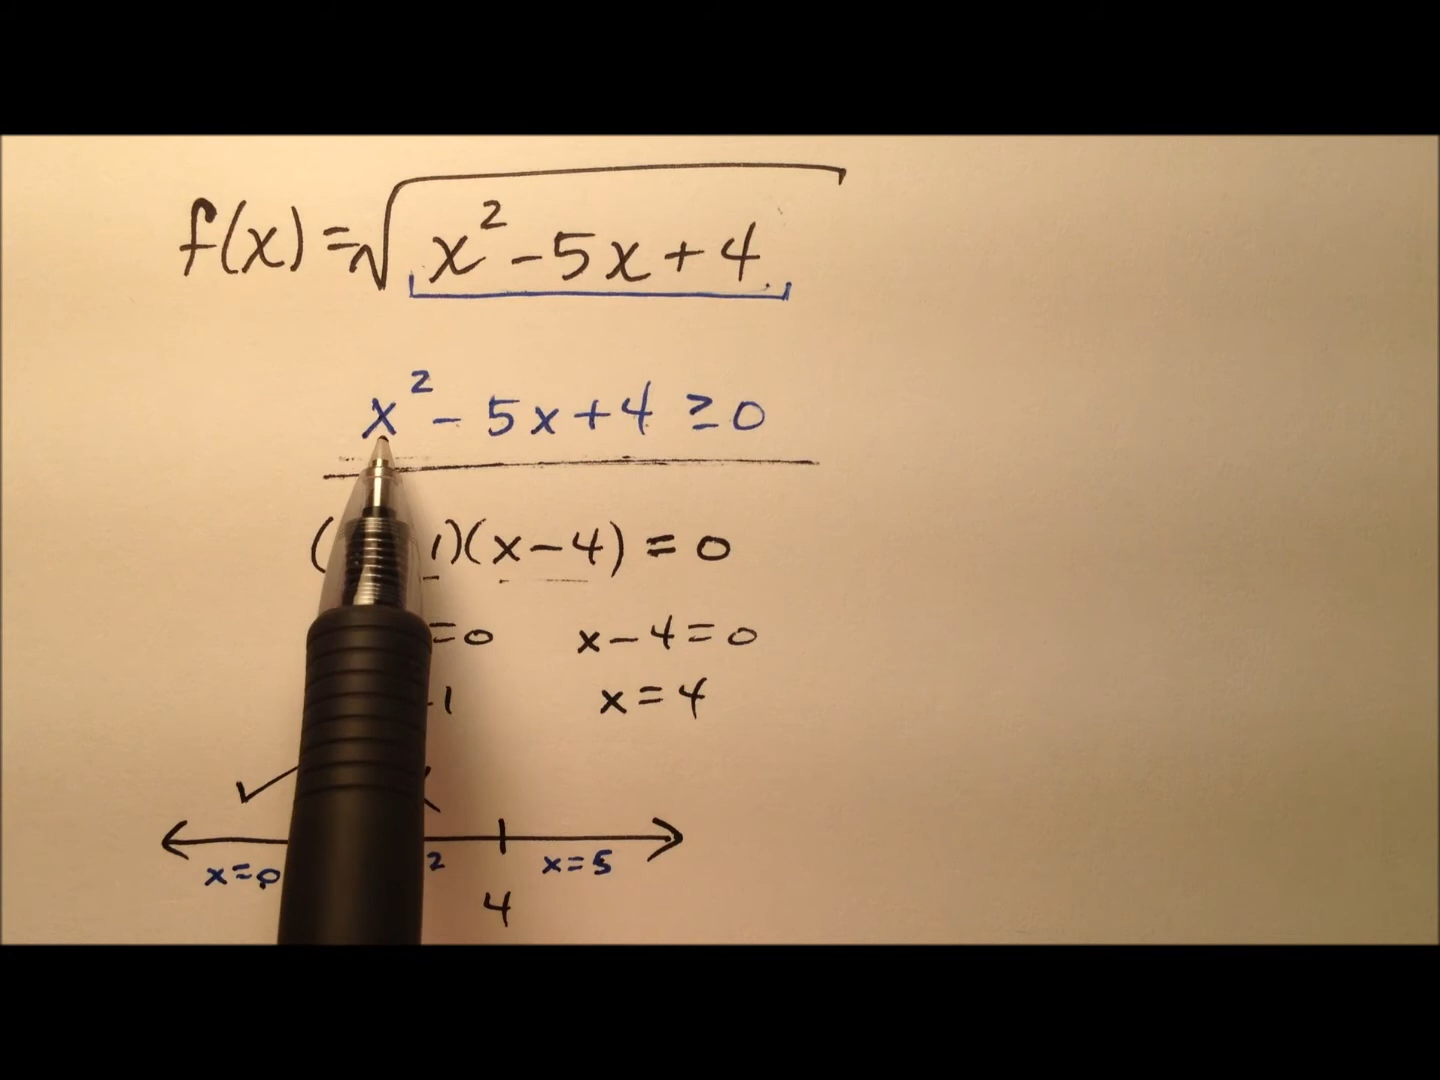 f(x)=√x²-5x+4
x²-5x+4≥0
( 1)(x-4)=0
=0 x-4=0
1 x=4
x=0 2 x=5
4